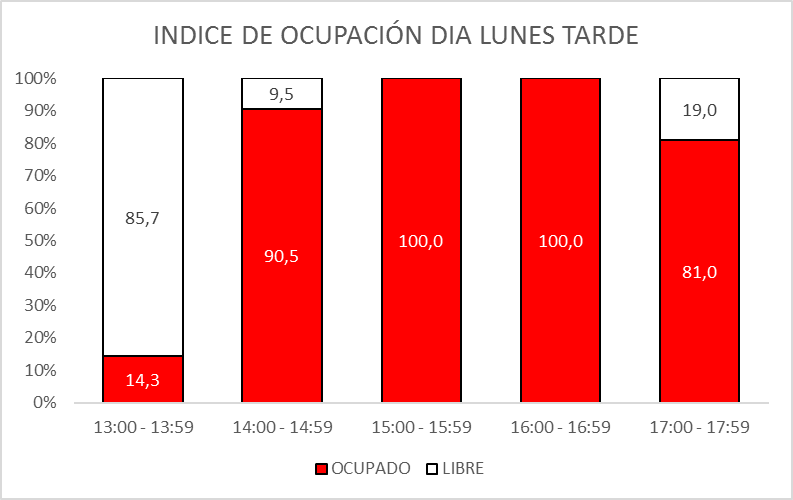 INDICE DE OCUPACIÓN DIA LUNES TARDE
100%
90%
80%
70%
60%
50%
40%
30%
20%
10%
0%
85,7
14,3
9,5
90,5
100,0
100,0
19,0
81,0
13:00 - 13:59
14:00 - 14:59
15:00 - 15:59
16:00 - 16:59
17:00 - 17:59
OCUPADO
LIBRE